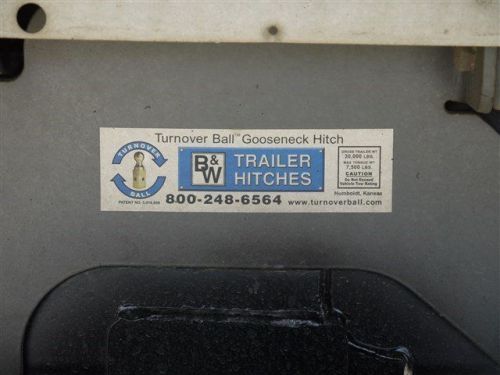 Turnover Ball™ Gooseneck Hitch
TURNOVER
BALL
B&W
TRAILER
HITCHES
GROSS TRAILER WT
30,000 LBS.
MAX TONGUE WT
7,500 LBS.
CAUTION
Do Not Exceed
Vehicle Tow Rating
Humboldt, Kansas
800-248-6564
www.turnoverball.com